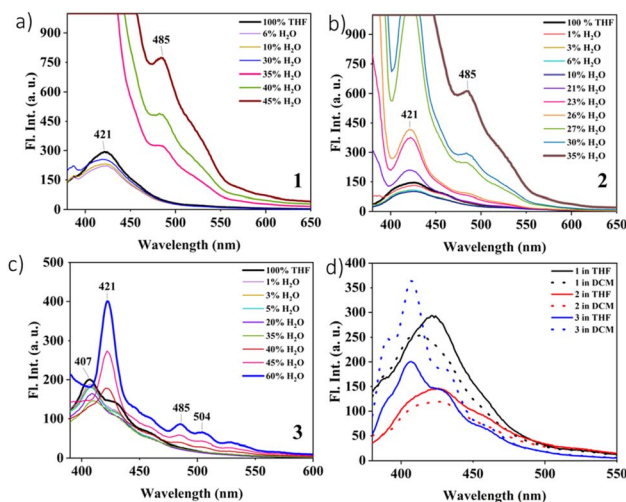 a)
Fl. Int. (a. u.)
900
750
600
450
300
150
0
400 450 500 550 600 650
Wavelength (nm)
485
421
100% THF
6% H₂O
10% H₂O
30% H₂O
35% H₂O
40% H₂O
45% H₂O
1
b)
Fl. Int. (a. u.)
900
750
600
450
300
150
0
400 450 500 550 600 650
Wavelength (nm)
421
485
100 % THF
1% H₂O
3% H₂O
6% H₂O
10% H₂O
21% H₂O
23% H₂O
26% H₂O
27% H₂O
30% H₂O
35% H₂O
2
c)
Fl. Int. (a. u.)
500
400
300
200
100
0
400 450 500 550 600
Wavelength (nm)
407
421
485
504
100% THF
1% H₂O
3% H₂O
5% H₂O
20% H₂O
35% H₂O
40% H₂O
45% H₂O
60% H₂O
3
d)
Fl. Int. (a. u.)
400
350
300
250
200
150
100
50
0
400 450 500 550
Wavelength (nm)
1 in THF
1 in DCM
2 in THF
2 in DCM
3 in THF
3 in DCM